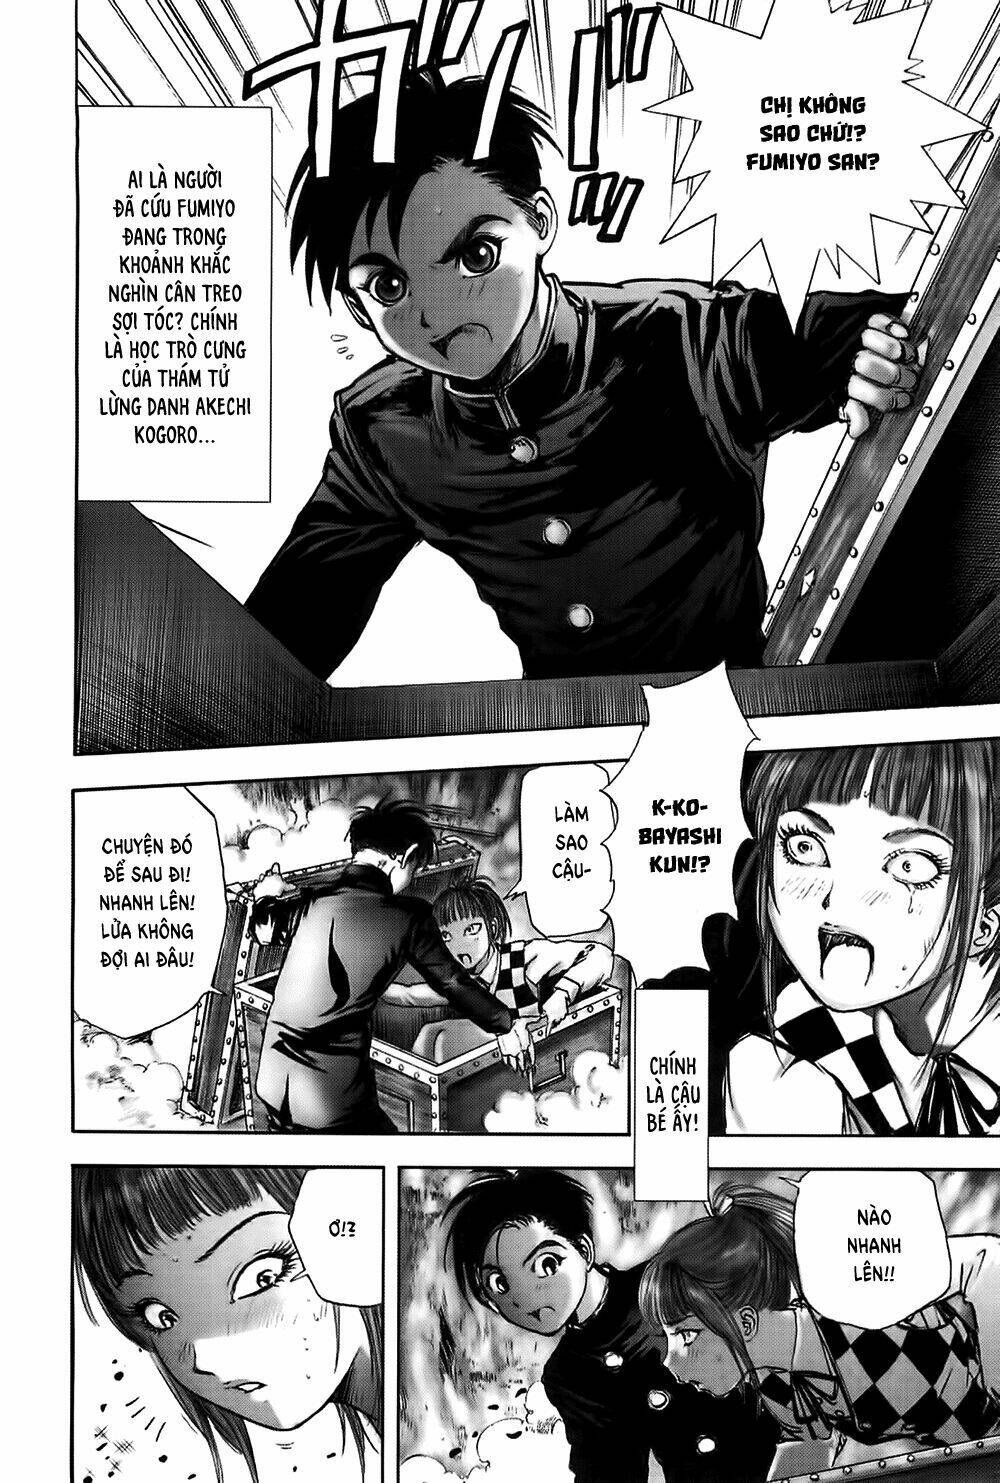 CHỊ KHÔNG
SAO CHỨ!?
FUMIYO SAN?
ガバッ
AI LÀ NGƯỜI
ĐÃ CỨU FUMIYO
ĐANG TRONG
KHOẢNH KHẮC
NGHÌN CÂN TREO
SỢI TÓC? CHÍNH
LÀ HỌC TRÒ CƯNG
CỦA THÁM TỬ
LỪNG DANH AKECHI
KOGORO...
K-KO-
BAYASHI
KUN!?
CHÍNH
LÀ CẬU
BÉ ẤY!
LÀM
SAO
CẬU-
CHUYỆN ĐÓ
ĐỂ SAU ĐI!
NHANH LÊN!
LỬA KHÔNG
ĐỢI AI ĐÂU!
NÀO
NHANH
LÊN!!
Ơ!?